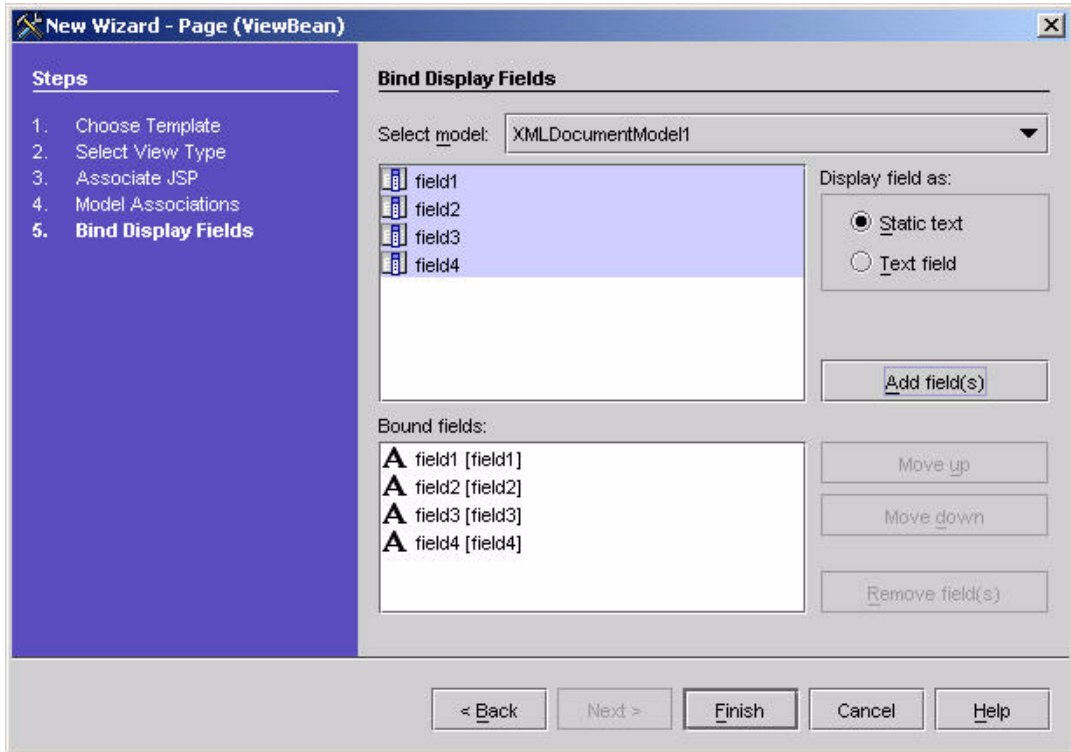 New Wizard - Page (ViewBean)
Steps
1. Choose Template
2. Select View Type
3. Associate JSP
4. Model Associations
5. Bind Display Fields
Bind Display Fields
Select model: XMLDocumentModel1
field1
field2
field3
field4
Display field as:
Static text
Text field
Add field(s)
Bound fields:
A field1 [field1]
A field2 [field2]
A field3 [field3]
A field4 [field4]
Move up
Move down
Remove field(s)
< Back
Next >
Finish
Cancel
Help